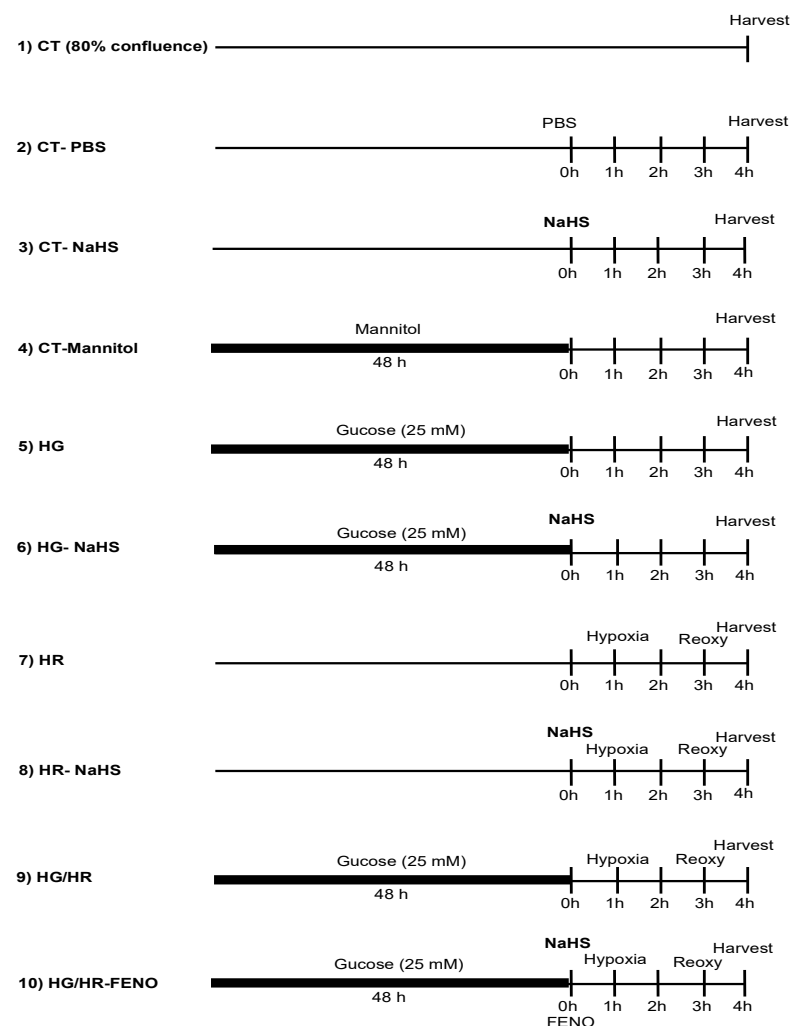 Harvest
1) CT (80% confluence)
PBS Harvest
2) CT- PBS
0h 1h 2h 3h 4h
NaHS Harvest
3) CT- NaHS
0h 1h 2h 3h 4h
Harvest
Mannitol
4) CT-Mannitol
48 h 0h 1h 2h 3h 4h
Harvest
Gucose (25 mM)
5) HG
48 h 0h 1h 2h 3h 4h
NaHS Harvest
Gucose (25 mM)
6) HG- NaHS
48 h 0h 1h 2h 3h 4h
Harvest
Hypoxia Reoxy
7) HR
0h 1h 2h 3h 4h
NaHS Harvest
Hypoxia Reoxy
8) HR- NaHS
0h 1h 2h 3h 4h
Harvest
Gucose (25 mM) Hypoxia Reoxy
9) HG/HR
48 h 0h 1h 2h 3h 4h
NaHS Harvest
Gucose (25 mM) Hypoxia Reoxy
10) HG/HR-FENO
48 h 0h 1h 2h 3h 4h
FENO